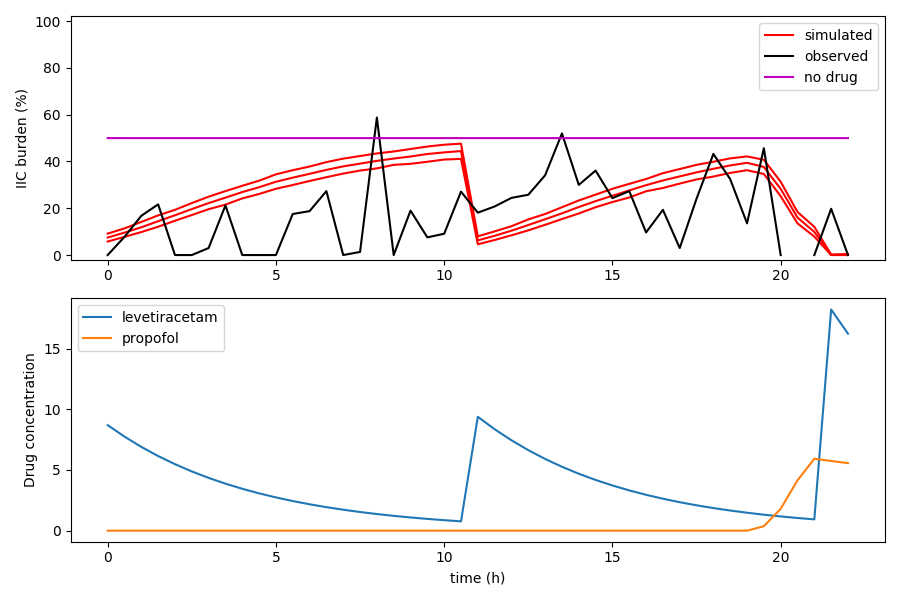 100
80
60
40
20
0
IIC burden (%)
simulated
observed
no drug
0 5 10 15 20
15
10
5
0
Drug concentration
levetiracetam
propofol
0 5 10 15 20
time (h)